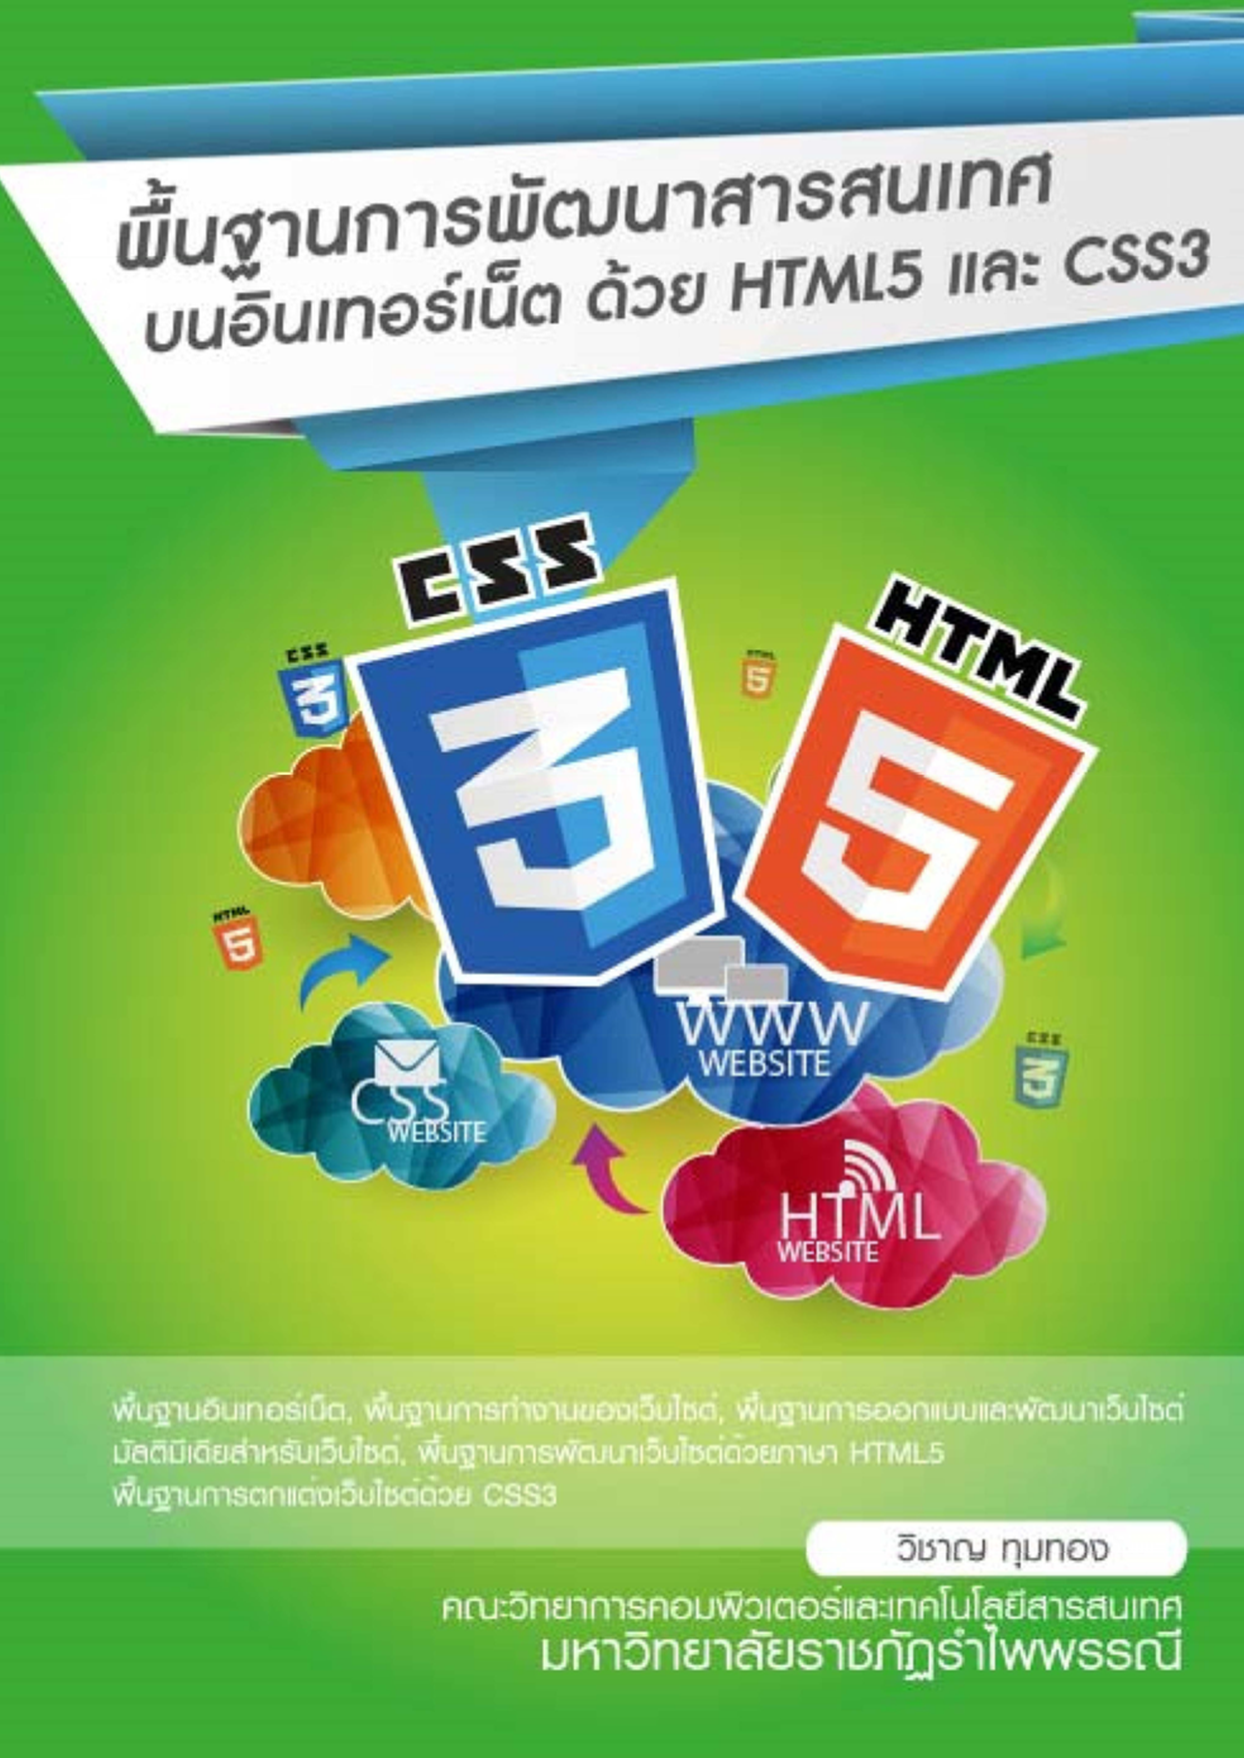 พื้นฐานการพัฒนาสารสนเทศ
บนอินเทอร์เน็ต ด้วย HTML5 และ CSS3
CSS
3
HTML
5
CSS
3
HTML
5
HTML
5
WWW
WEBSITE
CSS
3
CSS
WEBSITE
HTML
WEBSITE
พื้นฐานอินเทอร์เน็ต, พื้นฐานการทำงานของเว็บไซต์, พื้นฐานการออกแบบและพัฒนาเว็บไซต์
มัลติมีเดียสำหรับเว็บไซต์, พื้นฐานการพัฒนาเว็บไซต์ด้วยภาษา HTML5
พื้นฐานการตกแต่งเว็บไซต์ด้วย CSS3
วิชาญ ทุมทอง
คณะวิทยาการคอมพิวเตอร์และเทคโนโลยีสารสนเทศ
มหาวิทยาลัยราชภัฏรำไพพรรณี